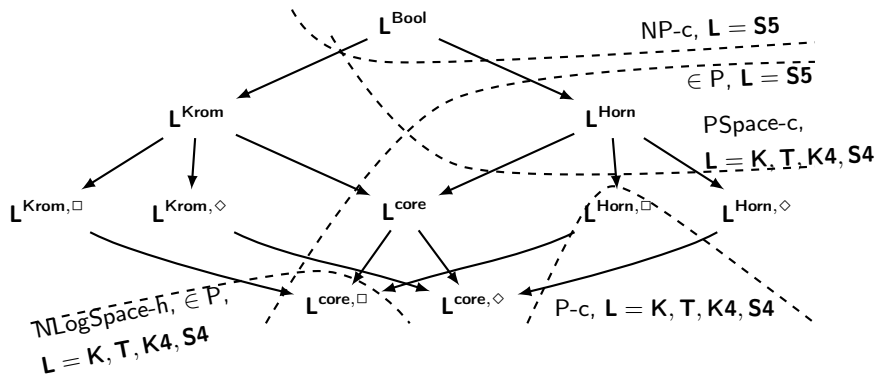 L^Bool
NP-c, L = S5
∈ P, L = S5
L^Krom
L^Horn
PSpace-c,
L = K, T, K4, S4
L^Krom,□
L^Krom,◇
L^core
L^Horn,□
L^Horn,◇
NLogSpace-h, ∈ P,
L = K, T, K4, S4
L^core,□
L^core,◇
P-c, L = K, T, K4, S4